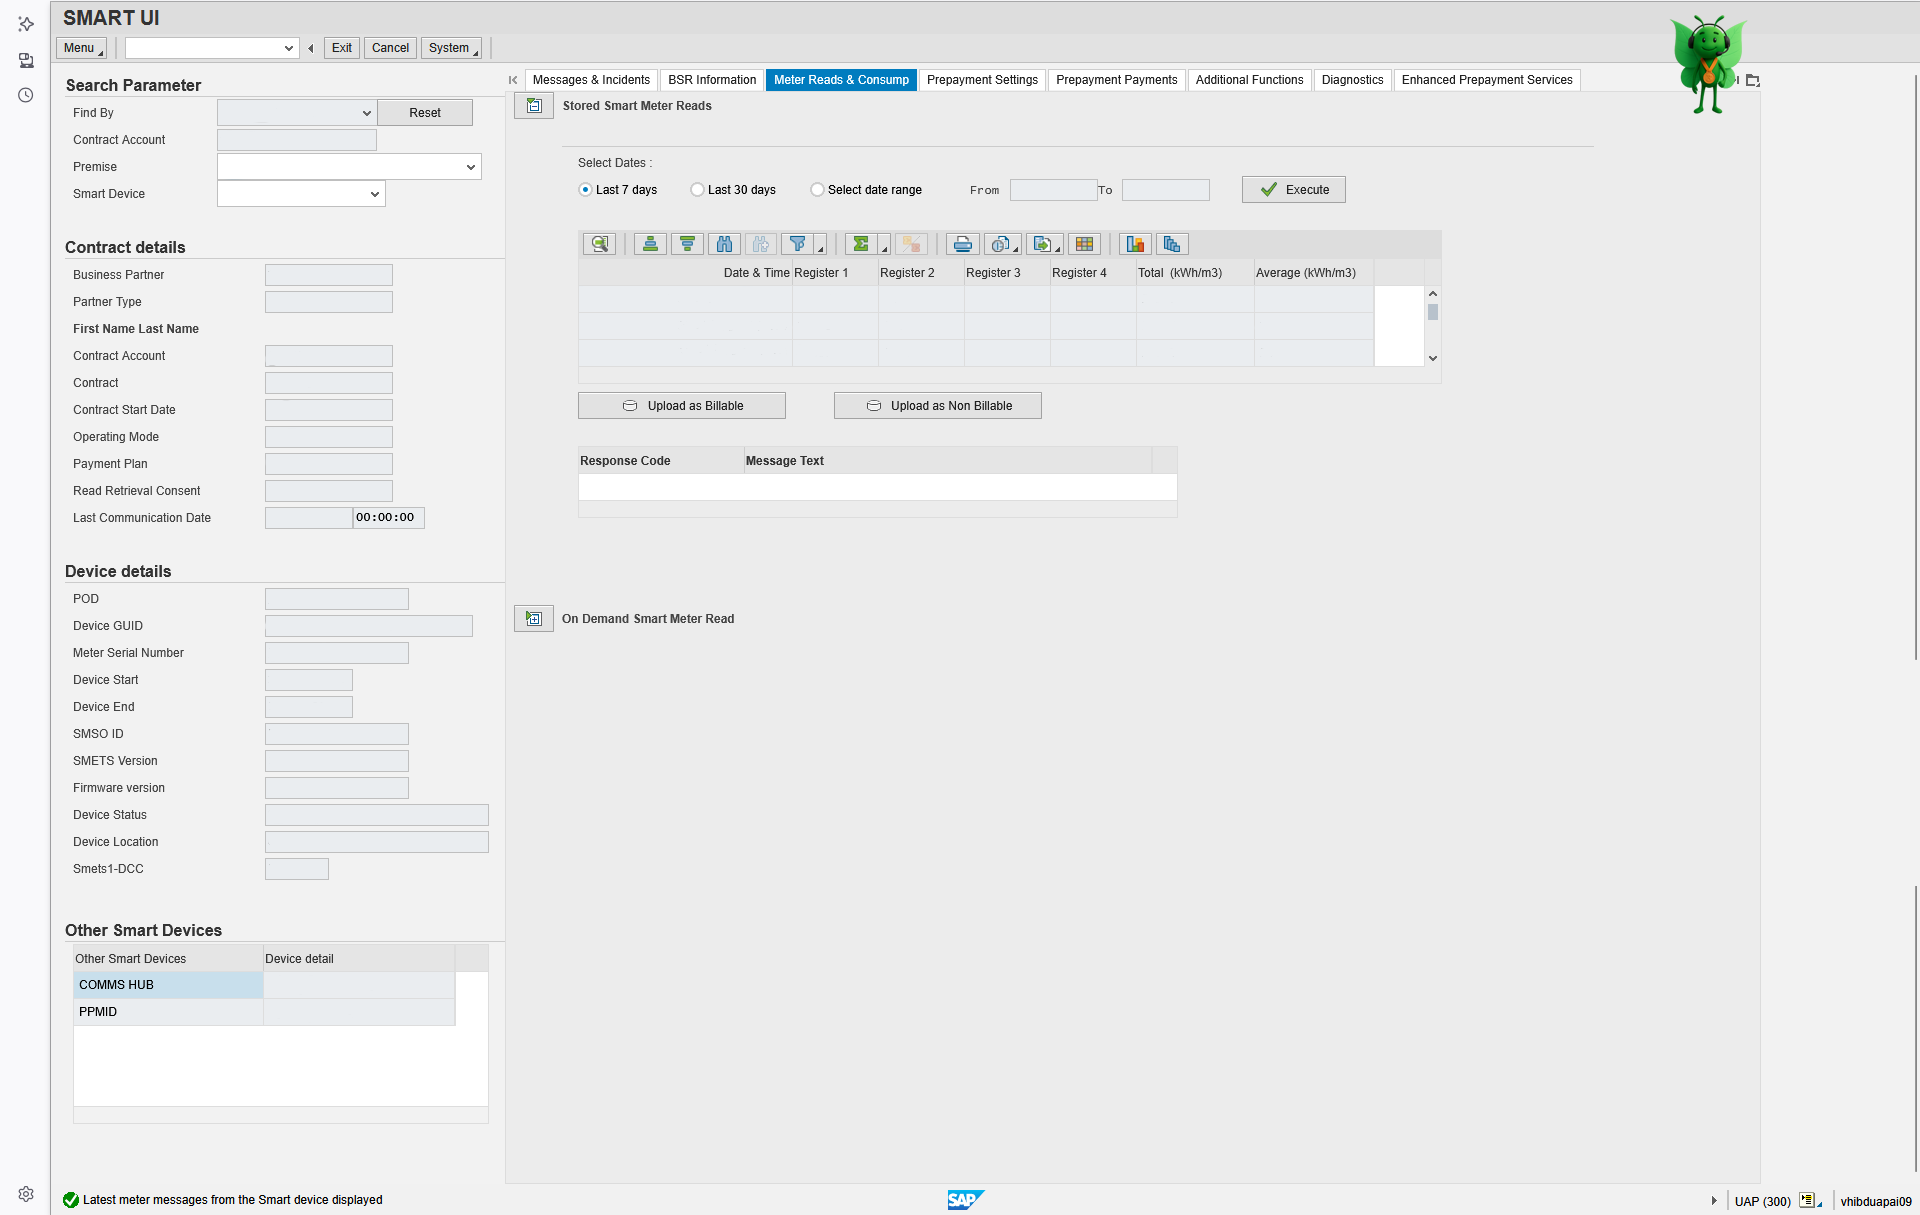 SMART UI
Menu
Exit
Cancel
System
Search Parameter
Find By
Reset
Contract Account
Premise
Smart Device
Contract details
Business Partner
Partner Type
First Name Last Name
Contract Account
Contract
Contract Start Date
Operating Mode
Payment Plan
Read Retrieval Consent
Last Communication Date 00:00:00
Device details
POD
Device GUID
Meter Serial Number
Device Start
Device End
SMSO ID
SMETS Version
Firmware version
Device Status
Device Location
Smets1-DCC
Other Smart Devices
Other Smart Devices Device detail
COMMS HUB
PPMID
Messages & Incidents BSR Information Meter Reads & Consump Prepayment Settings Prepayment Payments Additional Functions Diagnostics Enhanced Prepayment Services
Stored Smart Meter Reads
Select Dates :
Last 7 days Last 30 days Select date range From To Execute
Date & Time Register 1 Register 2 Register 3 Register 4 Total (kWh/m3) Average (kWh/m3)
Upload as Billable Upload as Non Billable
Response Code Message Text
On Demand Smart Meter Read
Latest meter messages from the Smart device displayed
SAP
UAP (300) vhibduapai09